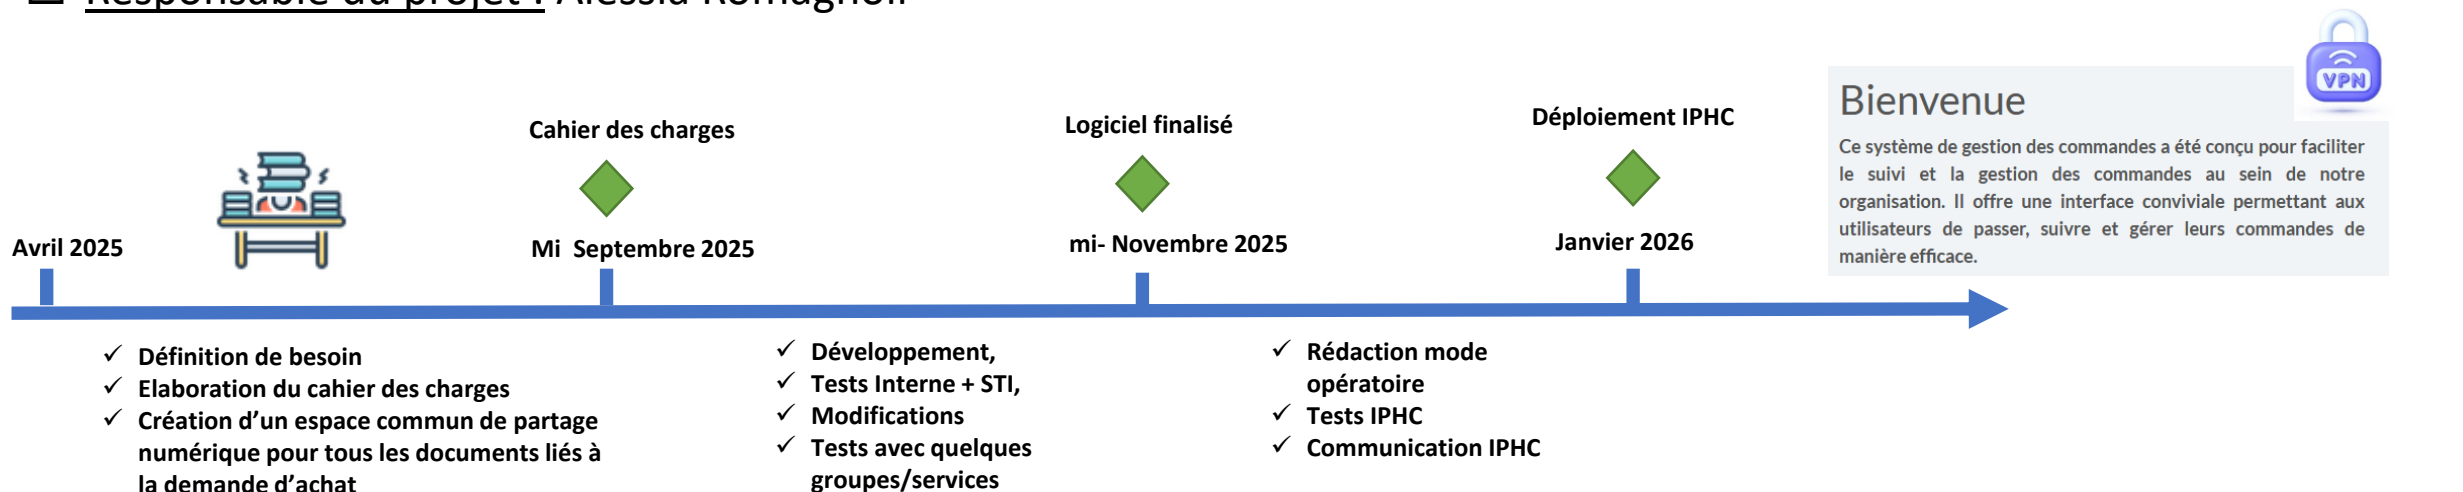 Responsable du projet : Alessia Romagnoli
VPN
Bienvenue
Ce système de gestion des commandes a été conçu pour faciliter
le suivi et la gestion des commandes au sein de notre
organisation. Il offre une interface conviviale permettant aux
utilisateurs de passer, suivre et gérer leurs commandes de
manière efficace.
Cahier des charges
Logiciel finalisé
Déploiement IPHC
Avril 2025
Mi  Septembre 2025
mi- Novembre 2025
Janvier 2026
✓ Définition de besoin
✓ Elaboration du cahier des charges
✓ Création d’un espace commun de partage
numérique pour tous les documents liés à
la demande d’achat
✓ Développement,
✓ Tests Interne + STI,
✓ Modifications
✓ Tests avec quelques
groupes/services
✓ Rédaction mode
opératoire
✓ Tests IPHC
✓ Communication IPHC